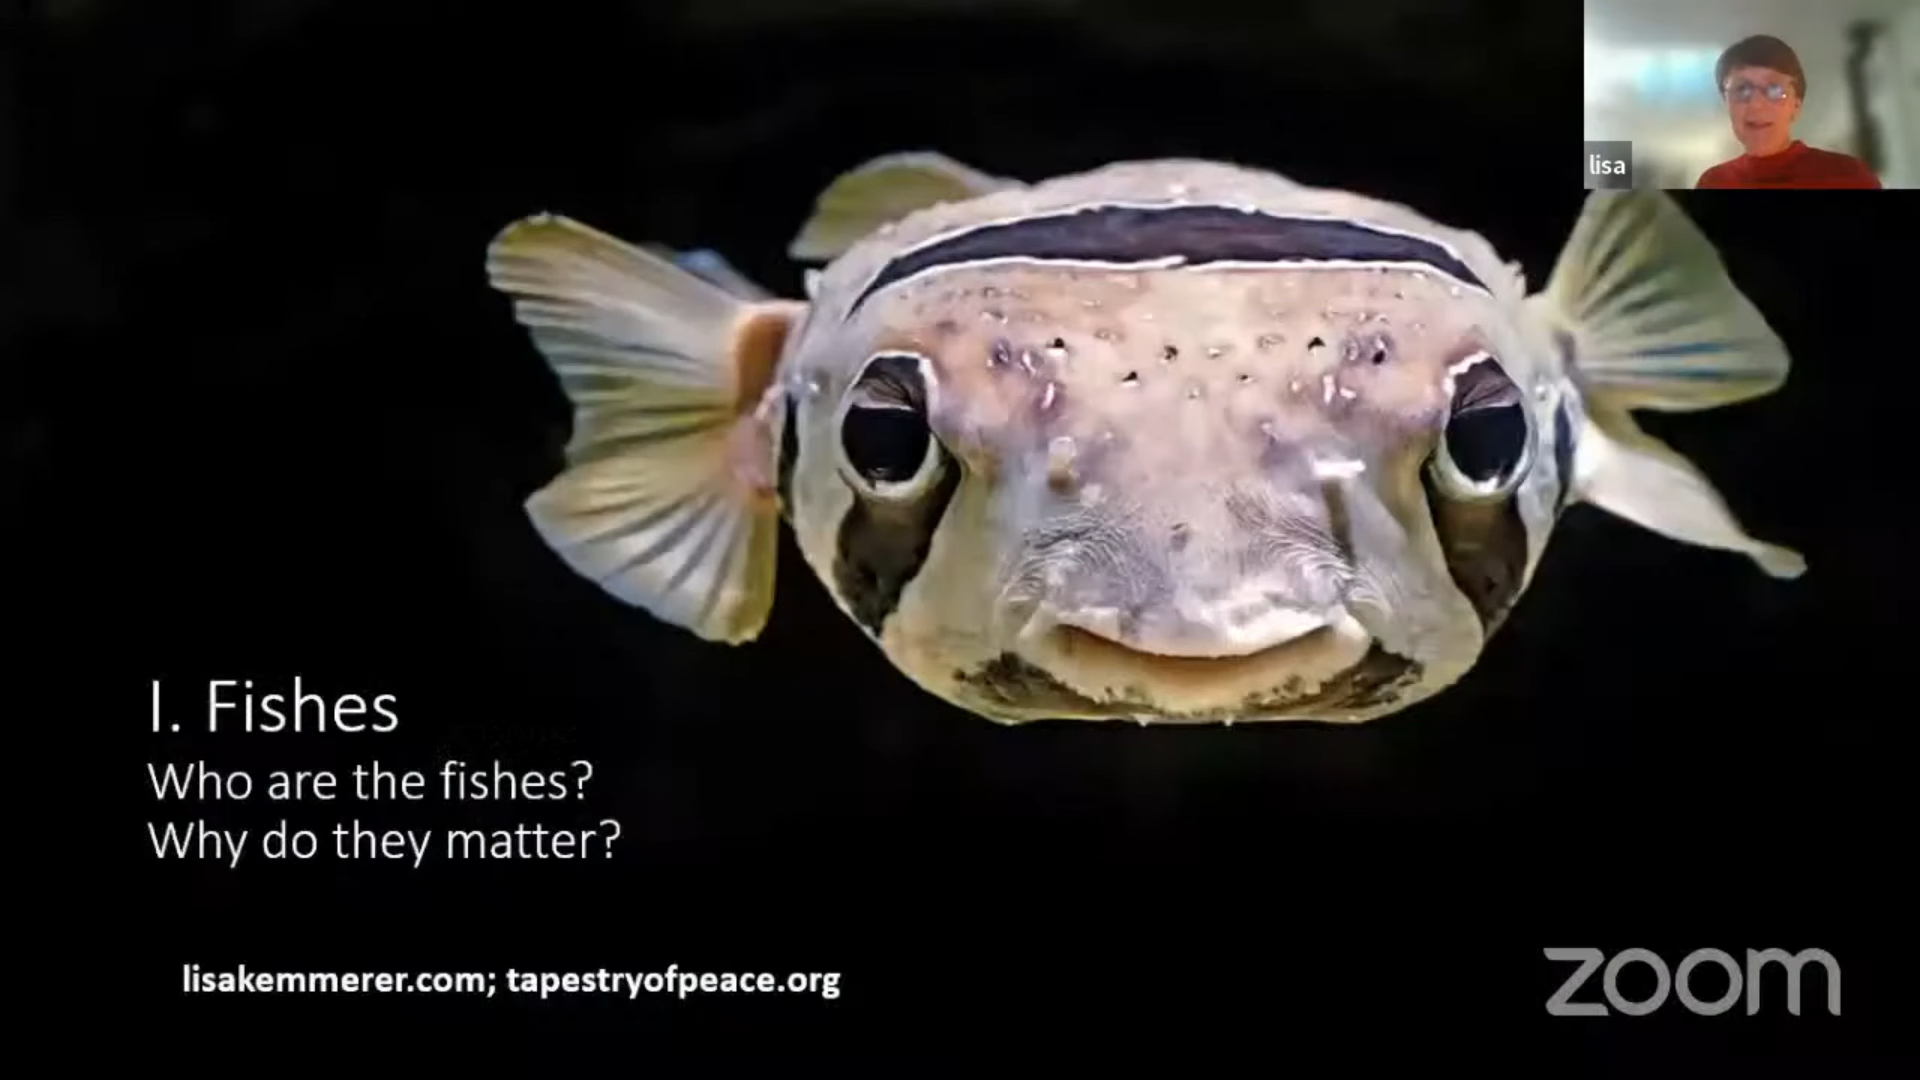 lisa
I. Fishes
Who are the fishes?
Why do they matter?
lisakemmerer.com; tapestryofpeace.org
zoom